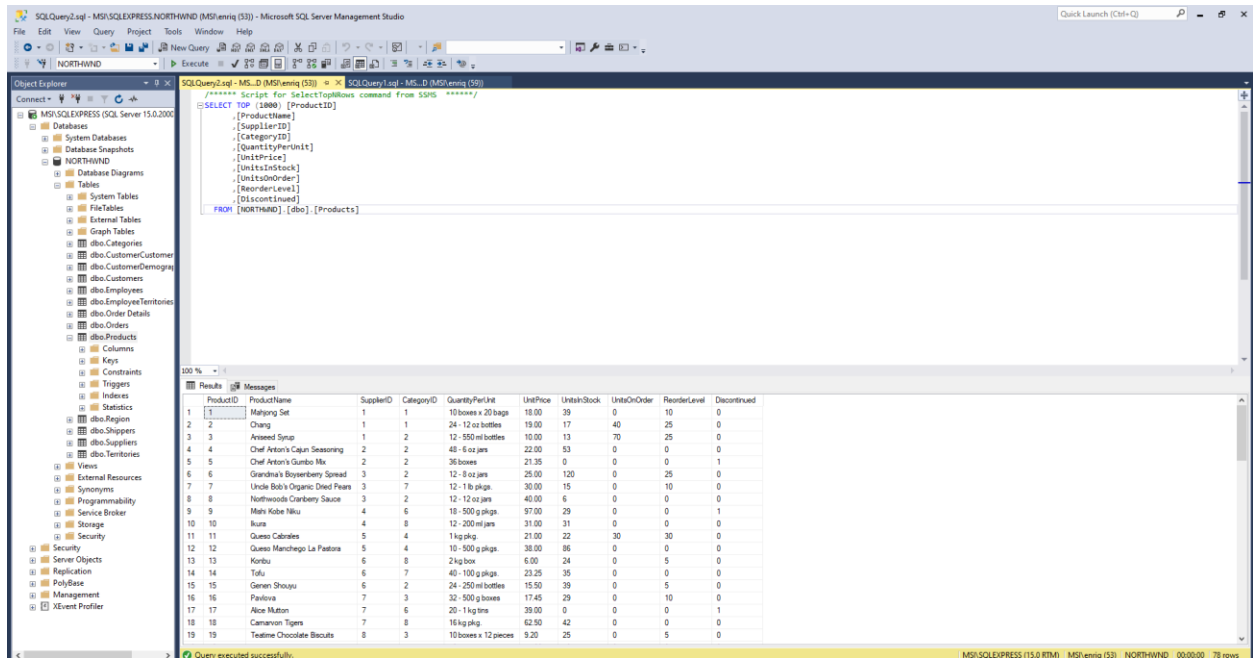 SQLQuery2.sql - MSI\SQLEXPRESS.NORTHWND (MSI\enriq (53)) - Microsoft SQL Server Management Studio
Quick Launch (Ctrl+Q)
File Edit View Query Project Tools Window Help
New Query
NORTHWND Execute
Object Explorer
SQLQuery2.sql - MS...D (MSI\enriq (53)) SQLQuery1.sql - MS...D (MSI\enriq (59))
Connect
MSI\SQLEXPRESS (SQL Server 15.0.2000
Databases
System Databases
Database Snapshots
NORTHWND
Database Diagrams
Tables
System Tables
FileTables
External Tables
Graph Tables
dbo.Categories
dbo.CustomerCustomer
dbo.CustomerDemograp
dbo.Customers
dbo.Employees
dbo.EmployeeTerritories
dbo.Order Details
dbo.Orders
dbo.Products
Columns
Keys
Constraints
Triggers
Indexes
Statistics
dbo.Region
dbo.Shippers
dbo.Suppliers
dbo.Territories
Views
External Resources
Synonyms
Programmability
Service Broker
Storage
Security
Security
Server Objects
Replication
PolyBase
Management
XEvent Profiler
/****** Script for SelectTopNRows command from SSMS ******/
SELECT TOP (1000) [ProductID]
,[ProductName]
,[SupplierID]
,[CategoryID]
,[QuantityPerUnit]
,[UnitPrice]
,[UnitsInStock]
,[UnitsOnOrder]
,[ReorderLevel]
,[Discontinued]
FROM [NORTHWND].[dbo].[Products]
100 %
Results Messages
ProductID ProductName SupplierID CategoryID QuantityPerUnit UnitPrice UnitsInStock UnitsOnOrder ReorderLevel Discontinued
1 1 Mahjong Set 1 1 10 boxes x 20 bags 18.00 39 0 10 0
2 2 Chang 1 1 24 - 12 oz bottles 19.00 17 40 25 0
3 3 Aniseed Syrup 1 2 12 - 550 ml bottles 10.00 13 70 25 0
4 4 Chef Anton's Cajun Seasoning 2 2 48 - 6 oz jars 22.00 53 0 0 0
5 5 Chef Anton's Gumbo Mix 2 2 36 boxes 21.35 0 0 0 1
6 6 Grandma's Boysenberry Spread 3 2 12 - 8 oz jars 25.00 120 0 25 0
7 7 Uncle Bob's Organic Dried Pears 3 7 12 - 1 lb pkgs. 30.00 15 0 10 0
8 8 Northwoods Cranberry Sauce 3 2 12 - 12 oz jars 40.00 6 0 0 0
9 9 Mishi Kobe Niku 4 6 18 - 500 g pkgs. 97.00 29 0 0 1
10 10 Ikura 4 8 12 - 200 ml jars 31.00 31 0 0 0
11 11 Queso Cabrales 5 4 1 kg pkg. 21.00 22 30 30 0
12 12 Queso Manchego La Pastora 5 4 10 - 500 g pkgs. 38.00 86 0 0 0
13 13 Konbu 6 8 2 kg box 6.00 24 0 5 0
14 14 Tofu 6 7 40 - 100 g pkgs. 23.25 35 0 0 0
15 15 Genen Shouyu 6 2 24 - 250 ml bottles 15.50 39 0 5 0
16 16 Pavlova 7 3 32 - 500 g boxes 17.45 29 0 10 0
17 17 Alice Mutton 7 6 20 - 1 kg tins 39.00 0 0 0 1
18 18 Carnarvon Tigers 7 8 16 kg pkg. 62.50 42 0 0 0
19 19 Teatime Chocolate Biscuits 8 3 10 boxes x 12 pieces 9.20 25 0 5 0
Query executed successfully. MSI\SQLEXPRESS (15.0 RTM) MSI\enriq (53) NORTHWND 00:00:00 78 rows